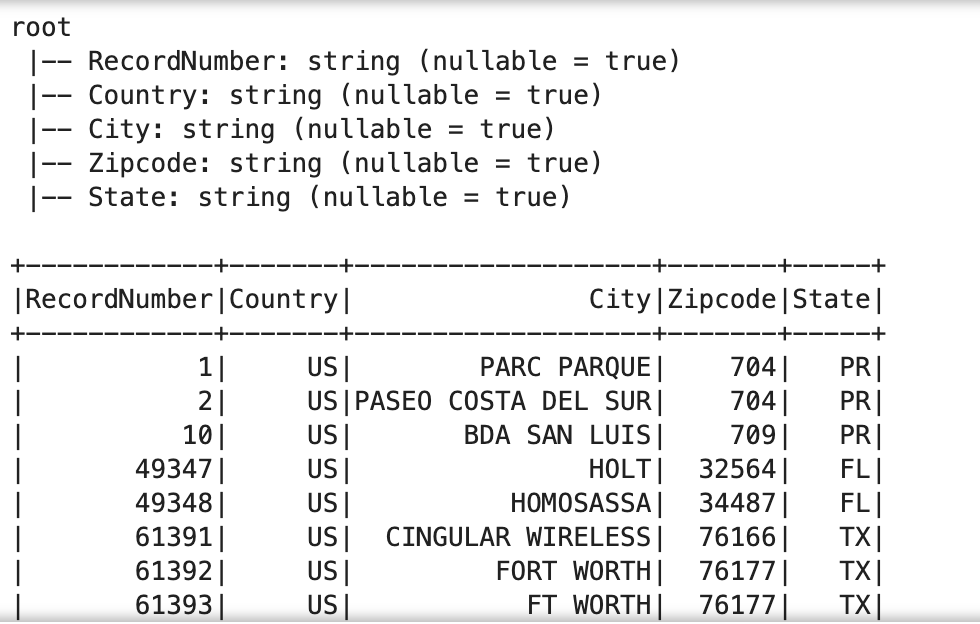 root
 |-- RecordNumber: string (nullable = true)
 |-- Country: string (nullable = true)
 |-- City: string (nullable = true)
 |-- Zipcode: string (nullable = true)
 |-- State: string (nullable = true)

+------------+-------+-------------------+-------+-----+
|RecordNumber|Country|               City|Zipcode|State|
+------------+-------+-------------------+-------+-----+
|           1|     US|        PARC PARQUE|    704|   PR|
|           2|     US|PASEO COSTA DEL SUR|    704|   PR|
|          10|     US|       BDA SAN LUIS|    709|   PR|
|       49347|     US|               HOLT|  32564|   FL|
|       49348|     US|          HOMOSASSA|  34487|   FL|
|       61391|     US|  CINGULAR WIRELESS|  76166|   TX|
|       61392|     US|         FORT WORTH|  76177|   TX|
|       61393|     US|           FT WORTH|  76177|   TX|